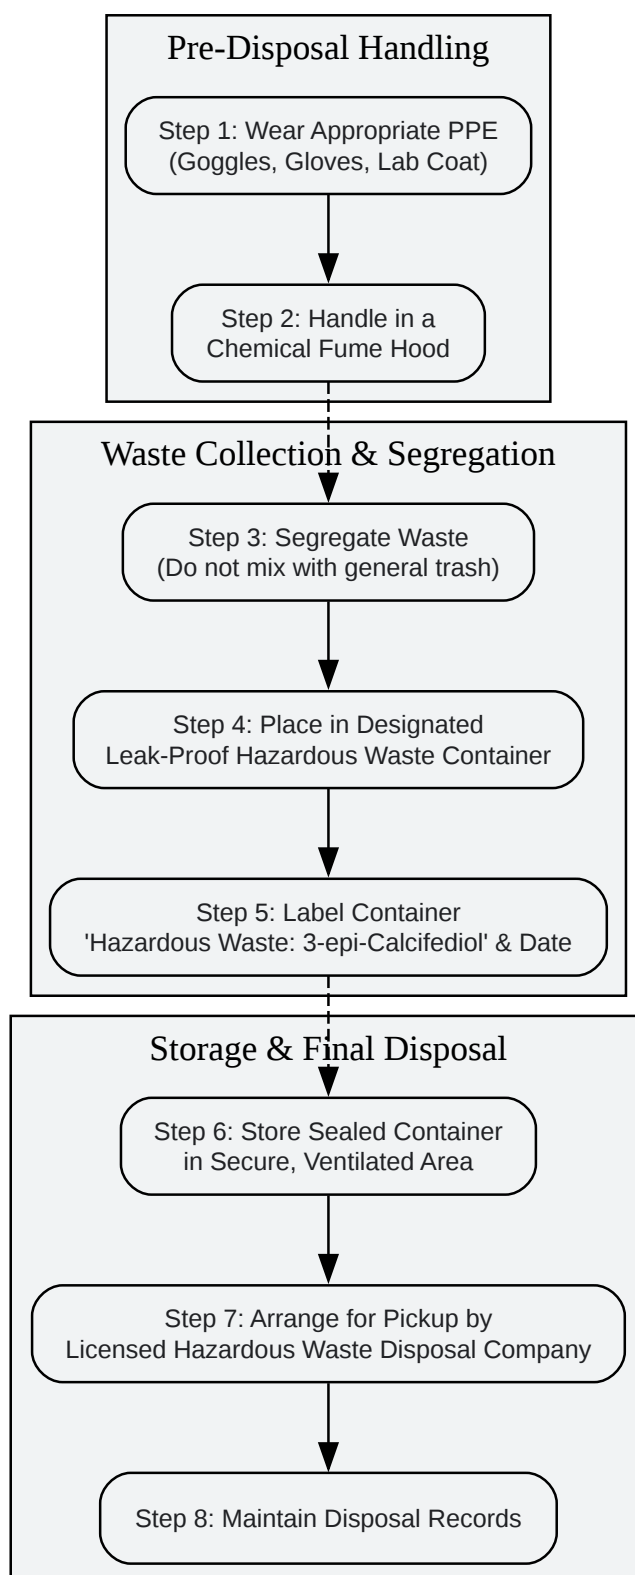 Pre-Disposal Handling
Step 1: Wear Appropriate PPE
(Goggles, Gloves, Lab Coat)
Step 2: Handle in a
Chemical Fume Hood
Waste Collection & Segregation
Step 3: Segregate Waste
(Do not mix with general trash)
Step 4: Place in Designated
Leak-Proof Hazardous Waste Container
Step 5: Label Container
'Hazardous Waste: 3-epi-Calcifediol' & Date
Storage & Final Disposal
Step 6: Store Sealed Container
in Secure, Ventilated Area
Step 7: Arrange for Pickup by
Licensed Hazardous Waste Disposal Company
Step 8: Maintain Disposal Records